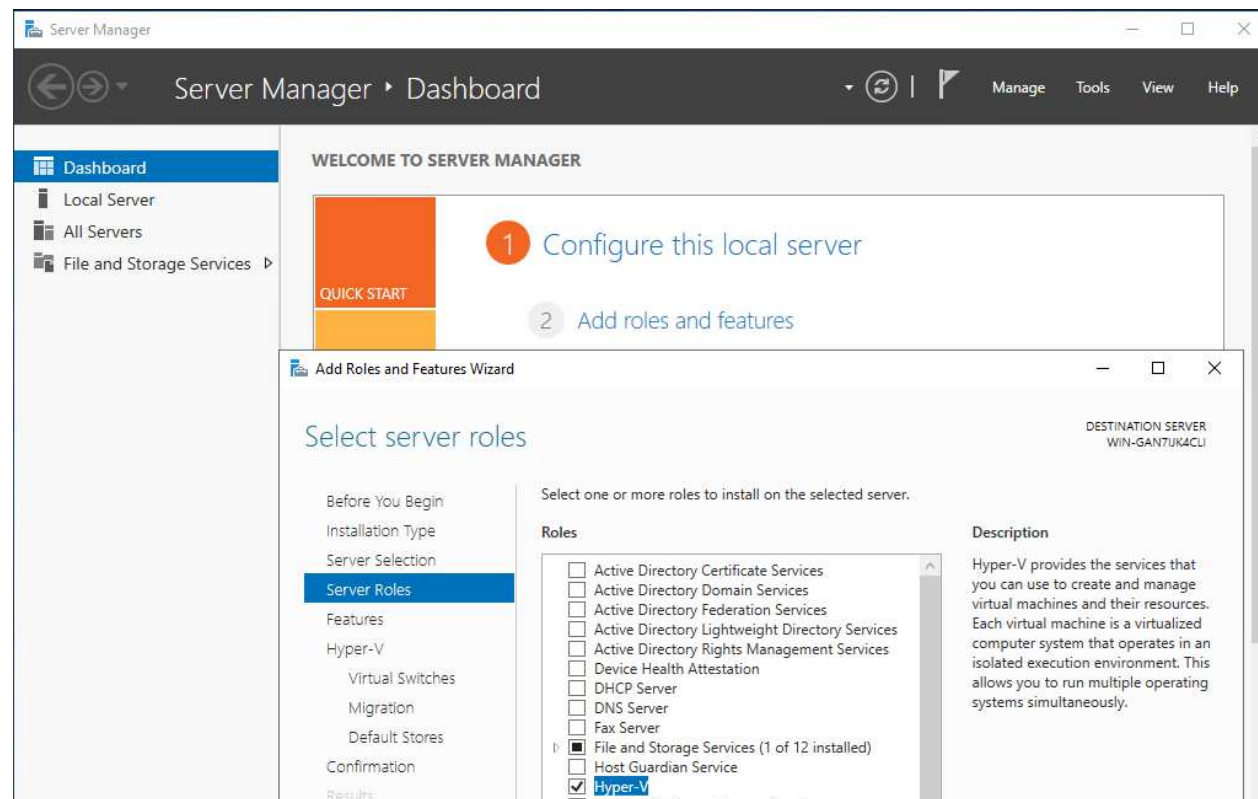 Server Manager
Server Manager • Dashboard
Manage Tools View Help
Dashboard
Local Server
All Servers
File and Storage Services
WELCOME TO SERVER MANAGER
QUICK START
1 Configure this local server
2 Add roles and features
Add Roles and Features Wizard
Select server roles
DESTINATION SERVER
WIN-GAN7IJK4CLI
Before You Begin
Installation Type
Server Selection
Server Roles
Features
Hyper-V
Virtual Switches
Migration
Default Stores
Confirmation
Results
Select one or more roles to install on the selected server.
Roles
Active Directory Certificate Services
Active Directory Domain Services
Active Directory Federation Services
Active Directory Lightweight Directory Services
Active Directory Rights Management Services
Device Health Attestation
DHCP Server
DNS Server
Fax Server
File and Storage Services (1 of 12 installed)
Host Guardian Service
Hyper-V
Description
Hyper-V provides the services that
you can use to create and manage
virtual machines and their resources.
Each virtual machine is a virtualized
computer system that operates in an
isolated execution environment. This
allows you to run multiple operating
systems simultaneously.